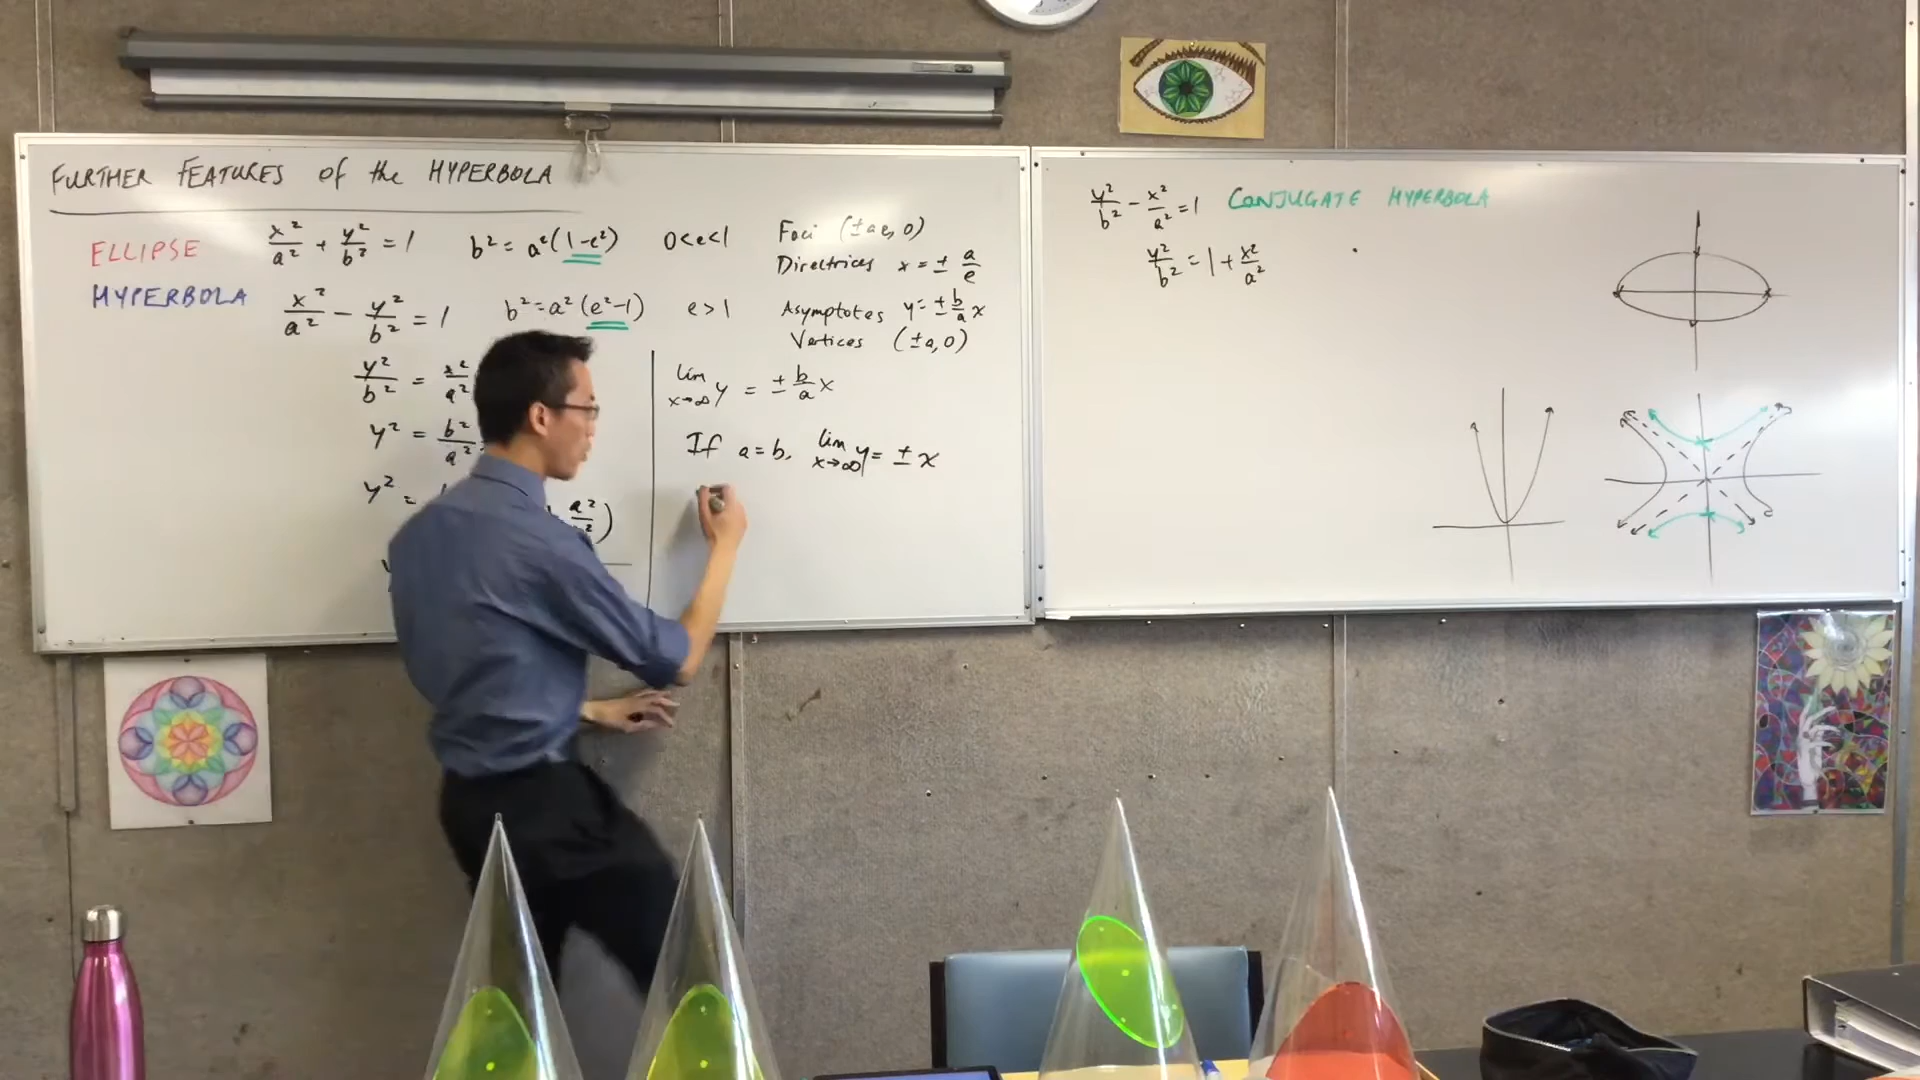 FURTHER FEATURES of the HYPERBOLA
ELLIPSE x²/a² + y²/b² = 1 b² = a²(1-e²) 0<e<1
HYPERBOLA x²/a² - y²/b² = 1 b² = a²(e²-1) e>1
y²/b² = x²/a²
y² = b²/a²
y² =
a²
Foci (±ae, 0)
Directrices x = ± a/e
Asymptotes y = ± b/a x
Vertices (±a, 0)
lim x→∞ y = ± b/a x
If a = b, lim x→∞ y = ± x
y²/b² - x²/a² = 1 CONJUGATE HYPERBOLA
y²/b² = 1 + x²/a²